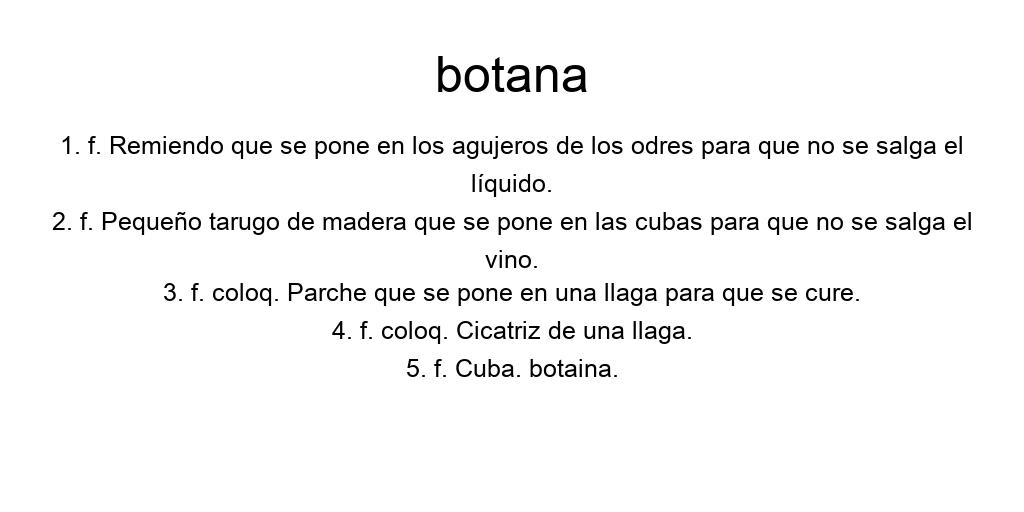 botana
1. f. Remiendo que se pone en los agujeros de los odres para que no se salga el
líquido.
2. f. Pequeño tarugo de madera que se pone en las cubas para que no se salga el
vino.
3. f. coloq. Parche que se pone en una llaga para que se cure.
4. f. coloq. Cicatriz de una llaga.
5. f. Cuba. botaina.